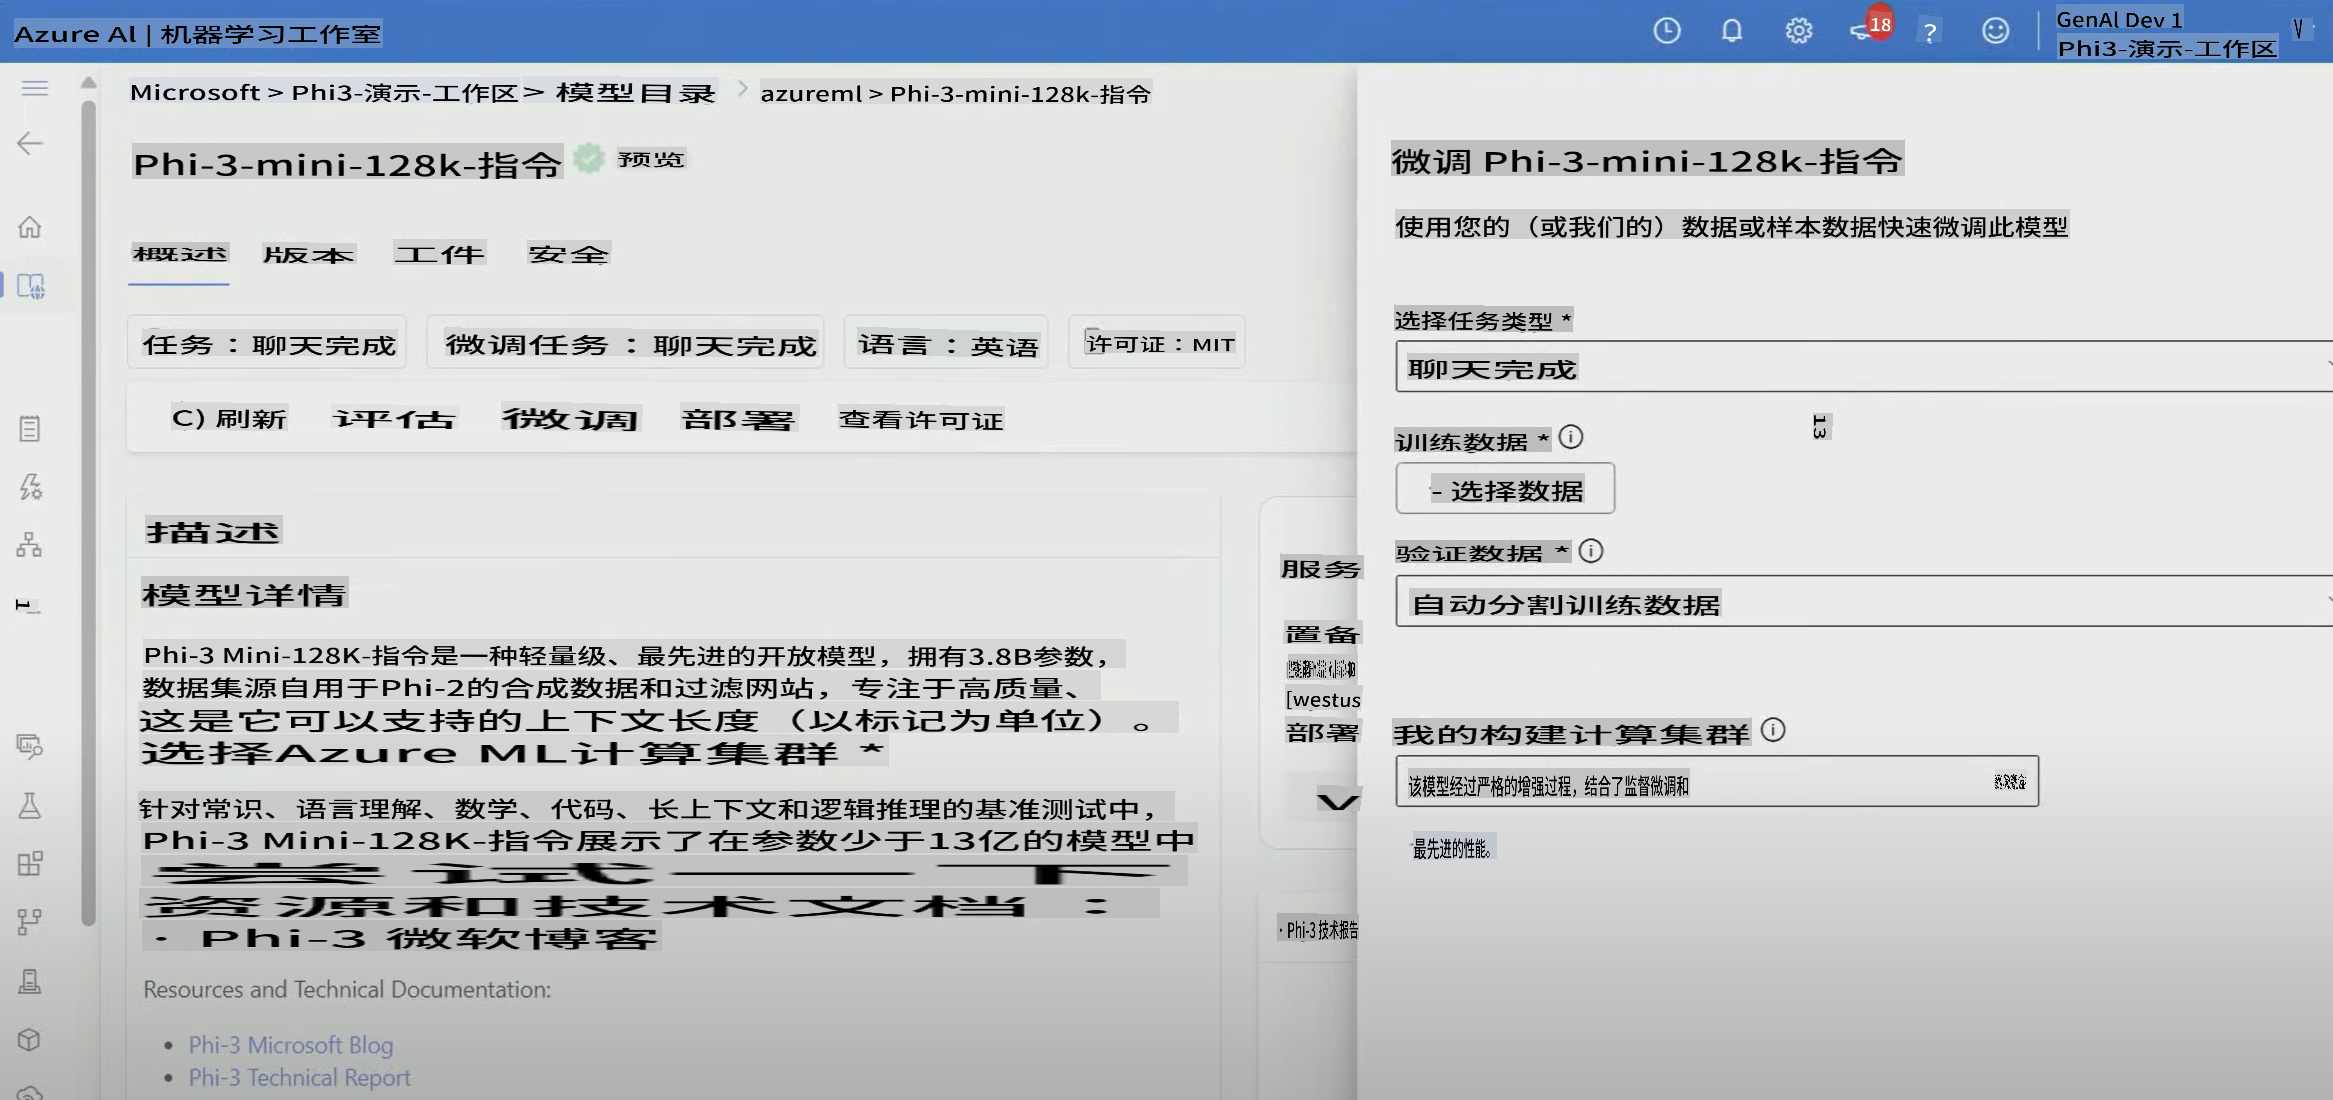 Azure AI | 机器学习工作室
18
?
GenAI Dev 1
Phi3-演示-工作区
Microsoft > Phi3-演示-工作区 > 模型目录 > azureml > Phi-3-mini-128k-指令
Phi-3-mini-128k-指令 预览
概述 版本 工件 安全
任务：聊天完成 微调任务：聊天完成 语言：英语 许可证：MIT
C) 刷新 评估 微调 部署 查看许可证
描述
模型详情
Phi-3 Mini-128K-指令是一种轻量级、最先进的开放模型，拥有3.8B参数，
数据集源自用于Phi-2的合成数据和过滤网站，专注于高质量、
这是它可以支持的上下文长度（以标记为单位）。
选择Azure ML计算集群 *
针对常识、语言理解、数学、代码、长上下文和逻辑推理的基准测试中，
Phi-3 Mini-128K-指令展示了在参数少于13亿的模型中
尝试一下
资源和技术文档：
· Phi-3 微软博客
Resources and Technical Documentation:
• Phi-3 Microsoft Blog
• Phi-3 Technical Report
服务
置备
[westus
部署
· Phi-3 技术报告
微调 Phi-3-mini-128k-指令
使用您的（或我们的）数据或样本数据快速微调此模型
选择任务类型 *
聊天完成
13
训练数据 *
- 选择数据
验证数据 *
自动分割训练数据
我的构建计算集群
该模型经过严格的增强过程，结合了监督微调和
最先进的性能。